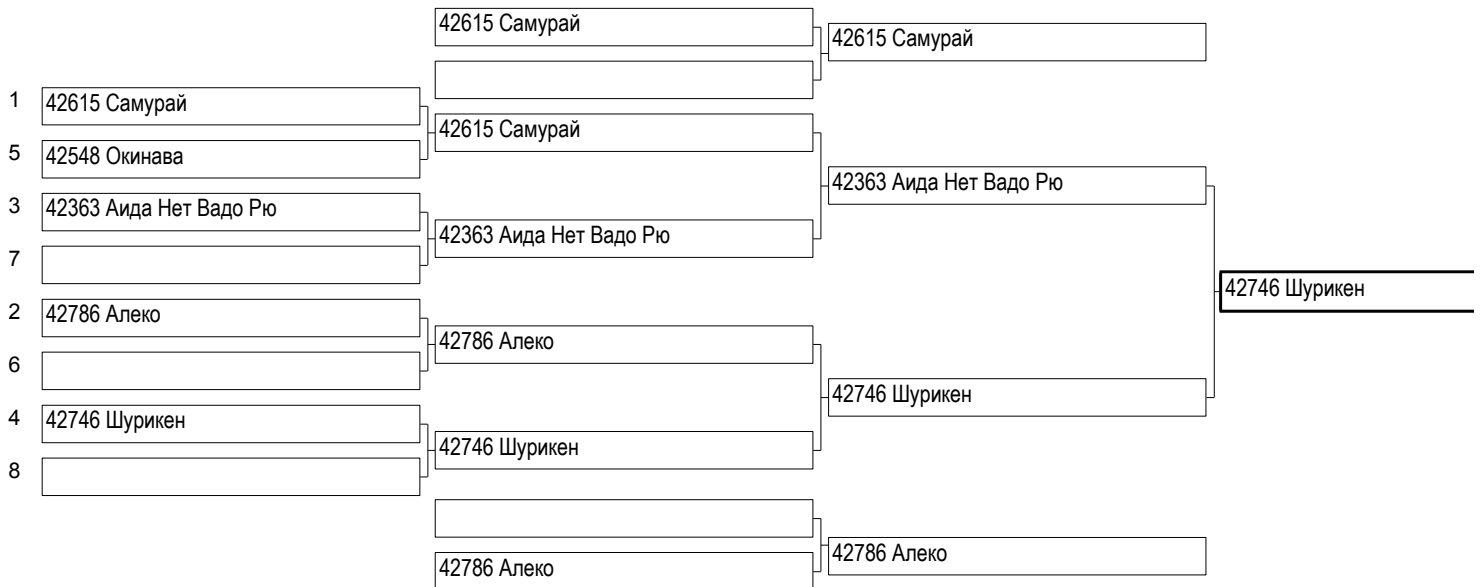 42615 Самурай
42615 Самурай
1 42615 Самурай
42615 Самурай
5 42548 Окинава
42363 Аида Нет Вадо Рю
3 42363 Аида Нет Вадо Рю
42363 Аида Нет Вадо Рю
7
42746 Шурикен
2 42786 Алеко
42786 Алеко
6
42746 Шурикен
4 42746 Шурикен
42746 Шурикен
8
42786 Алеко
42786 Алеко